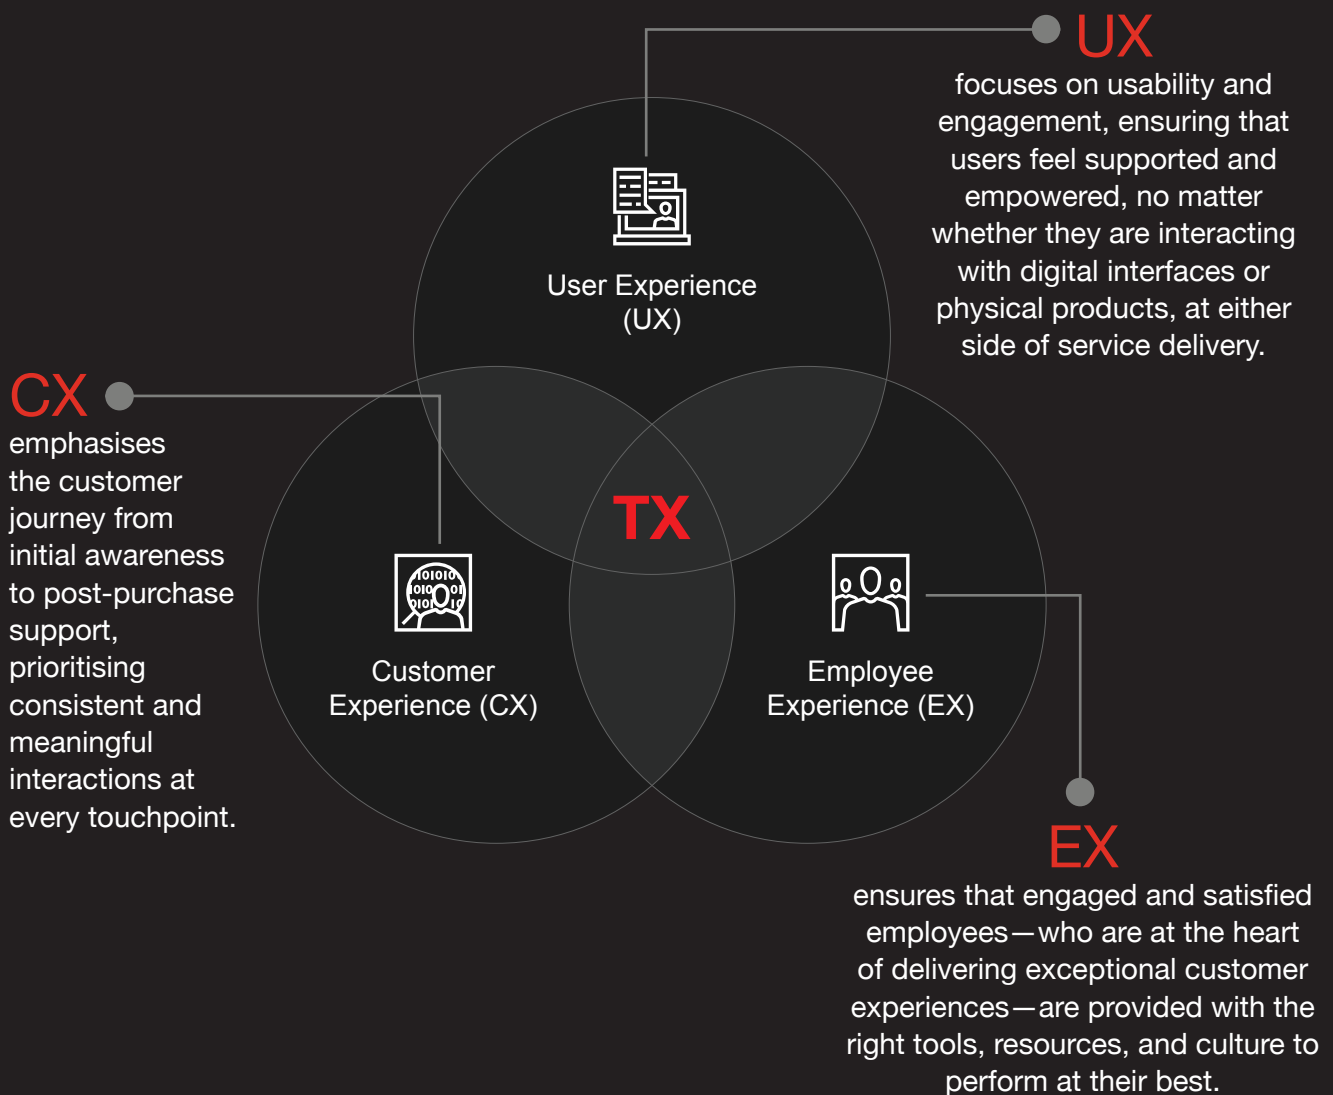 UX
focuses on usability and
engagement, ensuring that
users feel supported and
empowered, no matter
whether they are interacting
with digital interfaces or
physical products, at either
side of service delivery.
User Experience
(UX)
CX
emphasises
the customer
journey from
initial awareness
to post-purchase
support,
prioritising
consistent and
meaningful
interactions at
every touchpoint.
TX
Customer
Experience (CX)
Employee
Experience (EX)
EX
ensures that engaged and satisfied
employees—who are at the heart
of delivering exceptional customer
experiences—are provided with the
right tools, resources, and culture to
perform at their best.